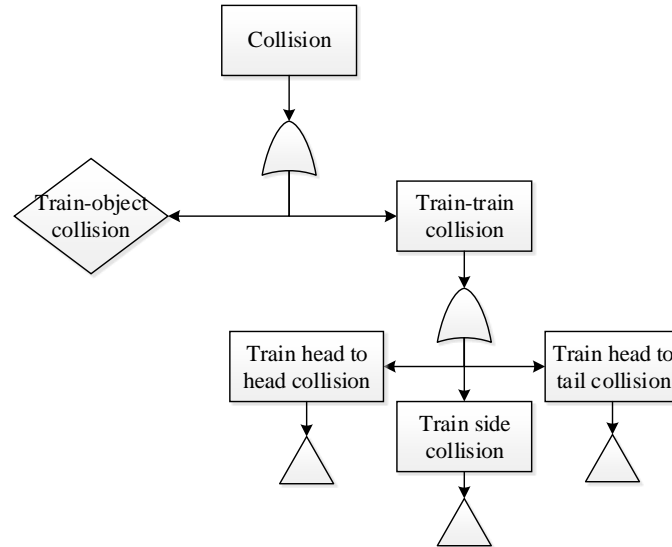 Collision
Train-object
collision
Train-train
collision
Train head to
head collision
Train side
collision
Train head to
tail collision